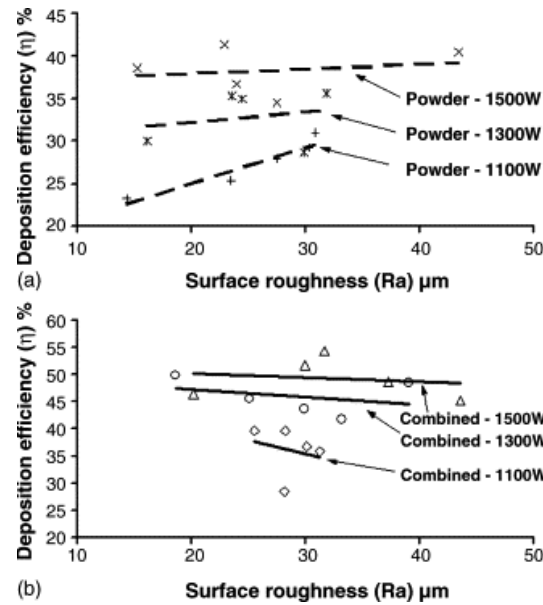 45
40
35
30
25
20
Deposition efficiency (η) %
Powder - 1500W
Powder - 1300W
Powder - 1100W
10 20 30 40 50
(a)
Surface roughness (Ra) µm
60
55
50
45
40
35
30
25
20
Deposition efficiency (η) %
Combined - 1500W
Combined - 1300W
Combined - 1100W
10 20 30 40 50
(b)
Surface roughness (Ra) µm